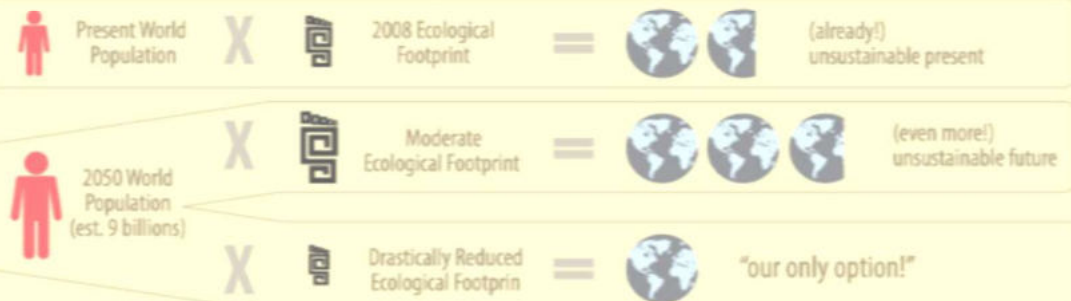 Present World
Population
X
2008 Ecological
Footprint
=
(already!)
unsustainable present
2050 World
Population
(est. 9 billions)
X
Moderate
Ecological Footprint
=
(even more!)
unsustainable future
X
Drastically Reduced
Ecological Footprin
=
"our only option!"